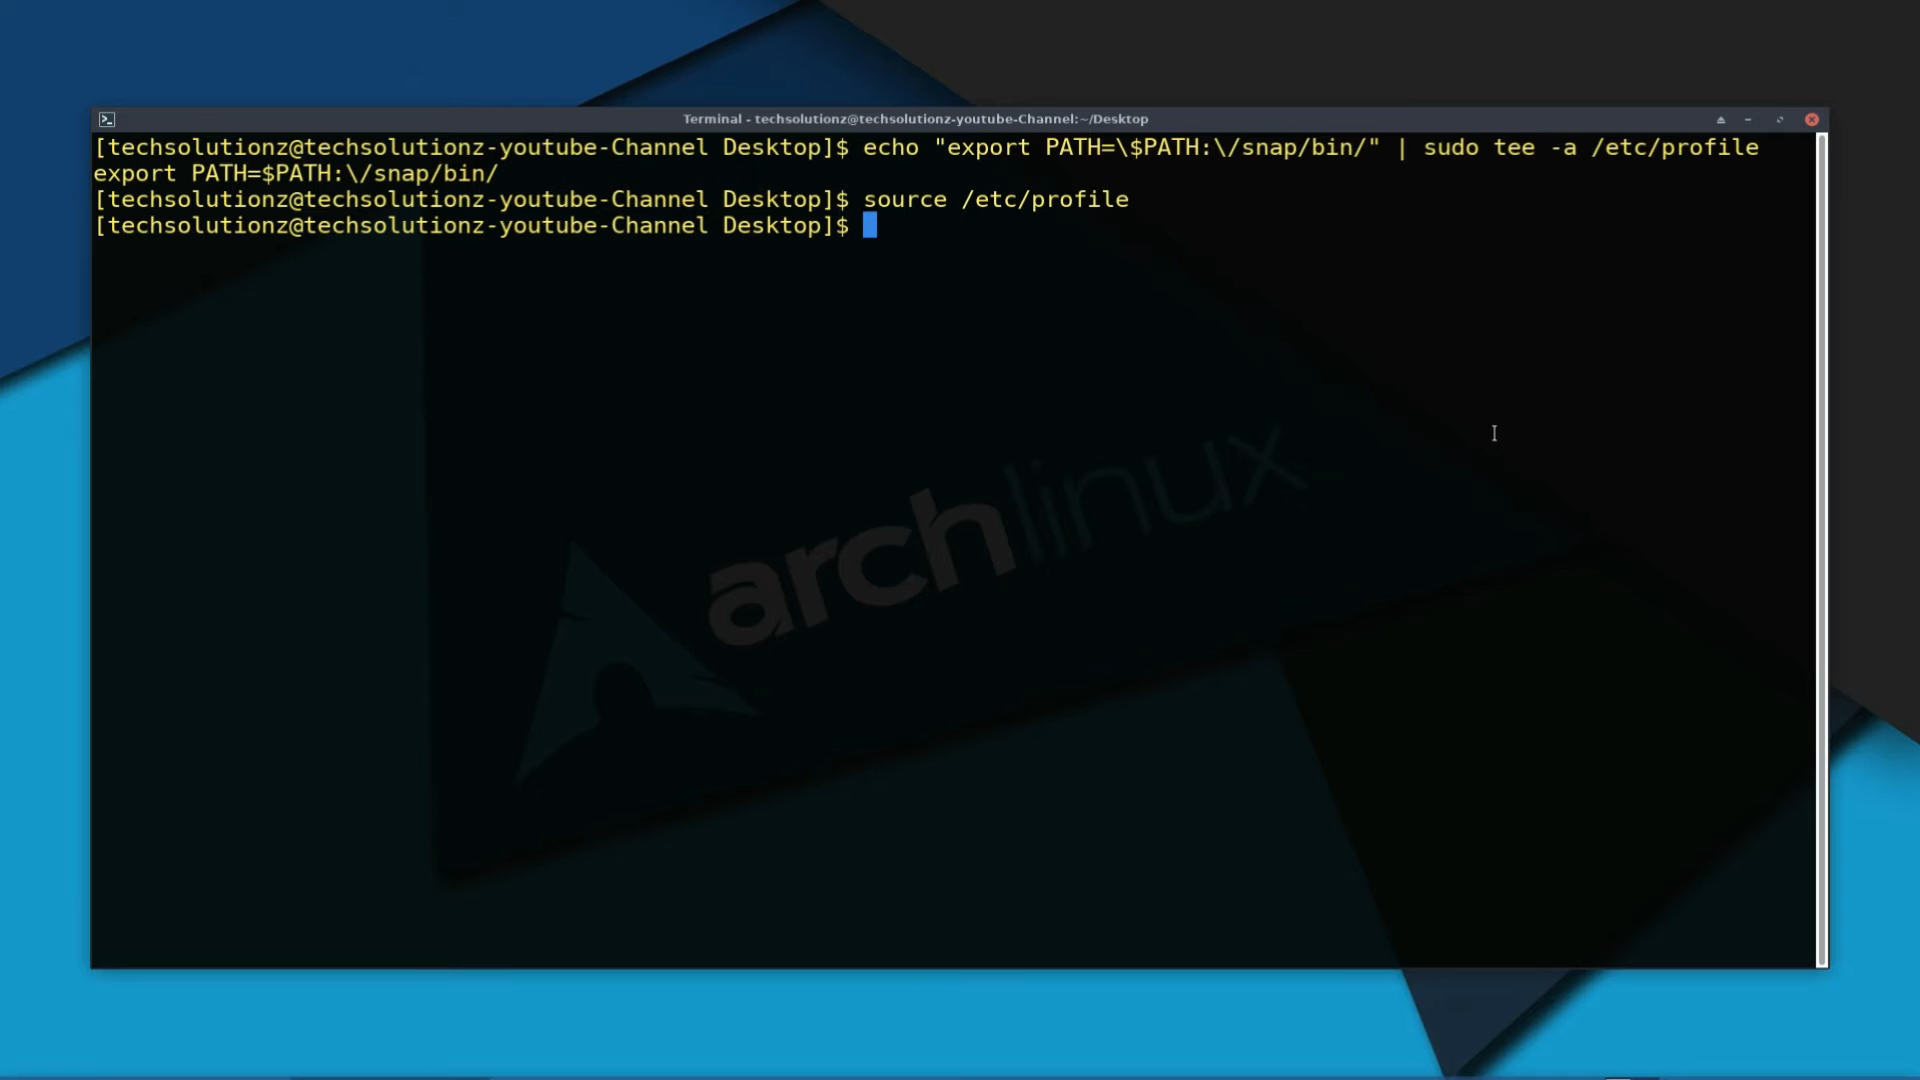 Terminal - techsolutionz@techsolutionz-youtube-Channel:~/Desktop
[techsolutionz@techsolutionz-youtube-Channel Desktop]$ echo "export PATH=\$PATH:\/snap/bin/" | sudo tee -a /etc/profile
export PATH=$PATH:\/snap/bin/
[techsolutionz@techsolutionz-youtube-Channel Desktop]$ source /etc/profile
[techsolutionz@techsolutionz-youtube-Channel Desktop]$
archlinux